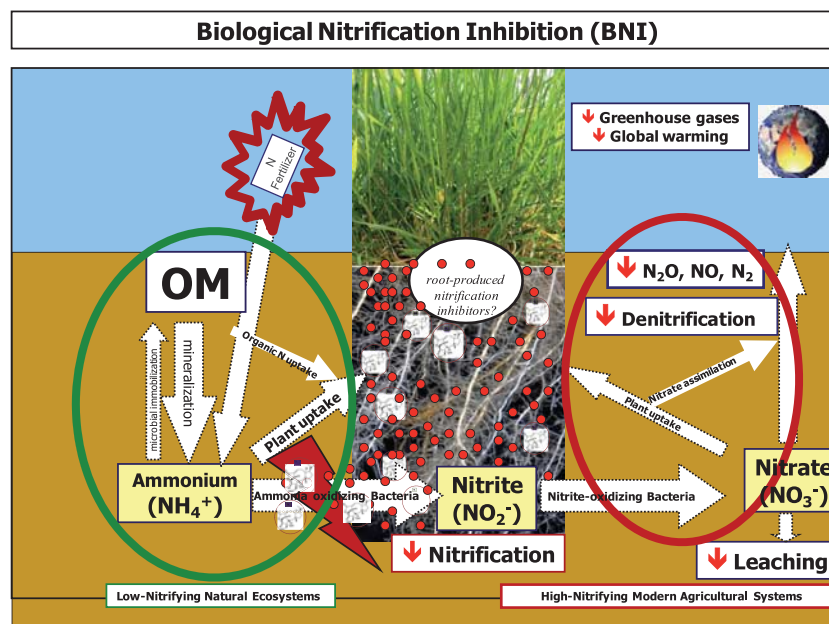 Biological Nitrification Inhibition (BNI)
Greenhouse gases
Global warming
N
Fertilizer
OM
N₂O, NO, N₂
root-produced
nitrification
inhibitors?
Denitrification
microbial immobilization
mineralization
Organic N uptake
Plant uptake
Nitrate assimilation
Plant uptake
Ammonium
(NH₄⁺)
Ammonia oxidizing Bacteria
Nitrite
(NO₂⁻)
Nitrite-oxidizing Bacteria
Nitrate
(NO₃⁻)
Nitrification
Leaching
Low-Nitrifying Natural Ecosystems
High-Nitrifying Modern Agricultural Systems